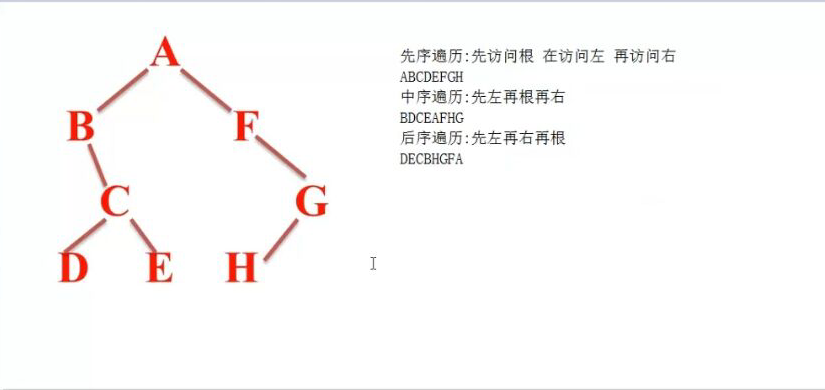 A
B F
C G
D E H
先序遍历:先访问根 在访问左 再访问右
ABCDEFGH
中序遍历:先左再根再右
BDCEAFHG
后序遍历:先左再右再根
DECBHGFA